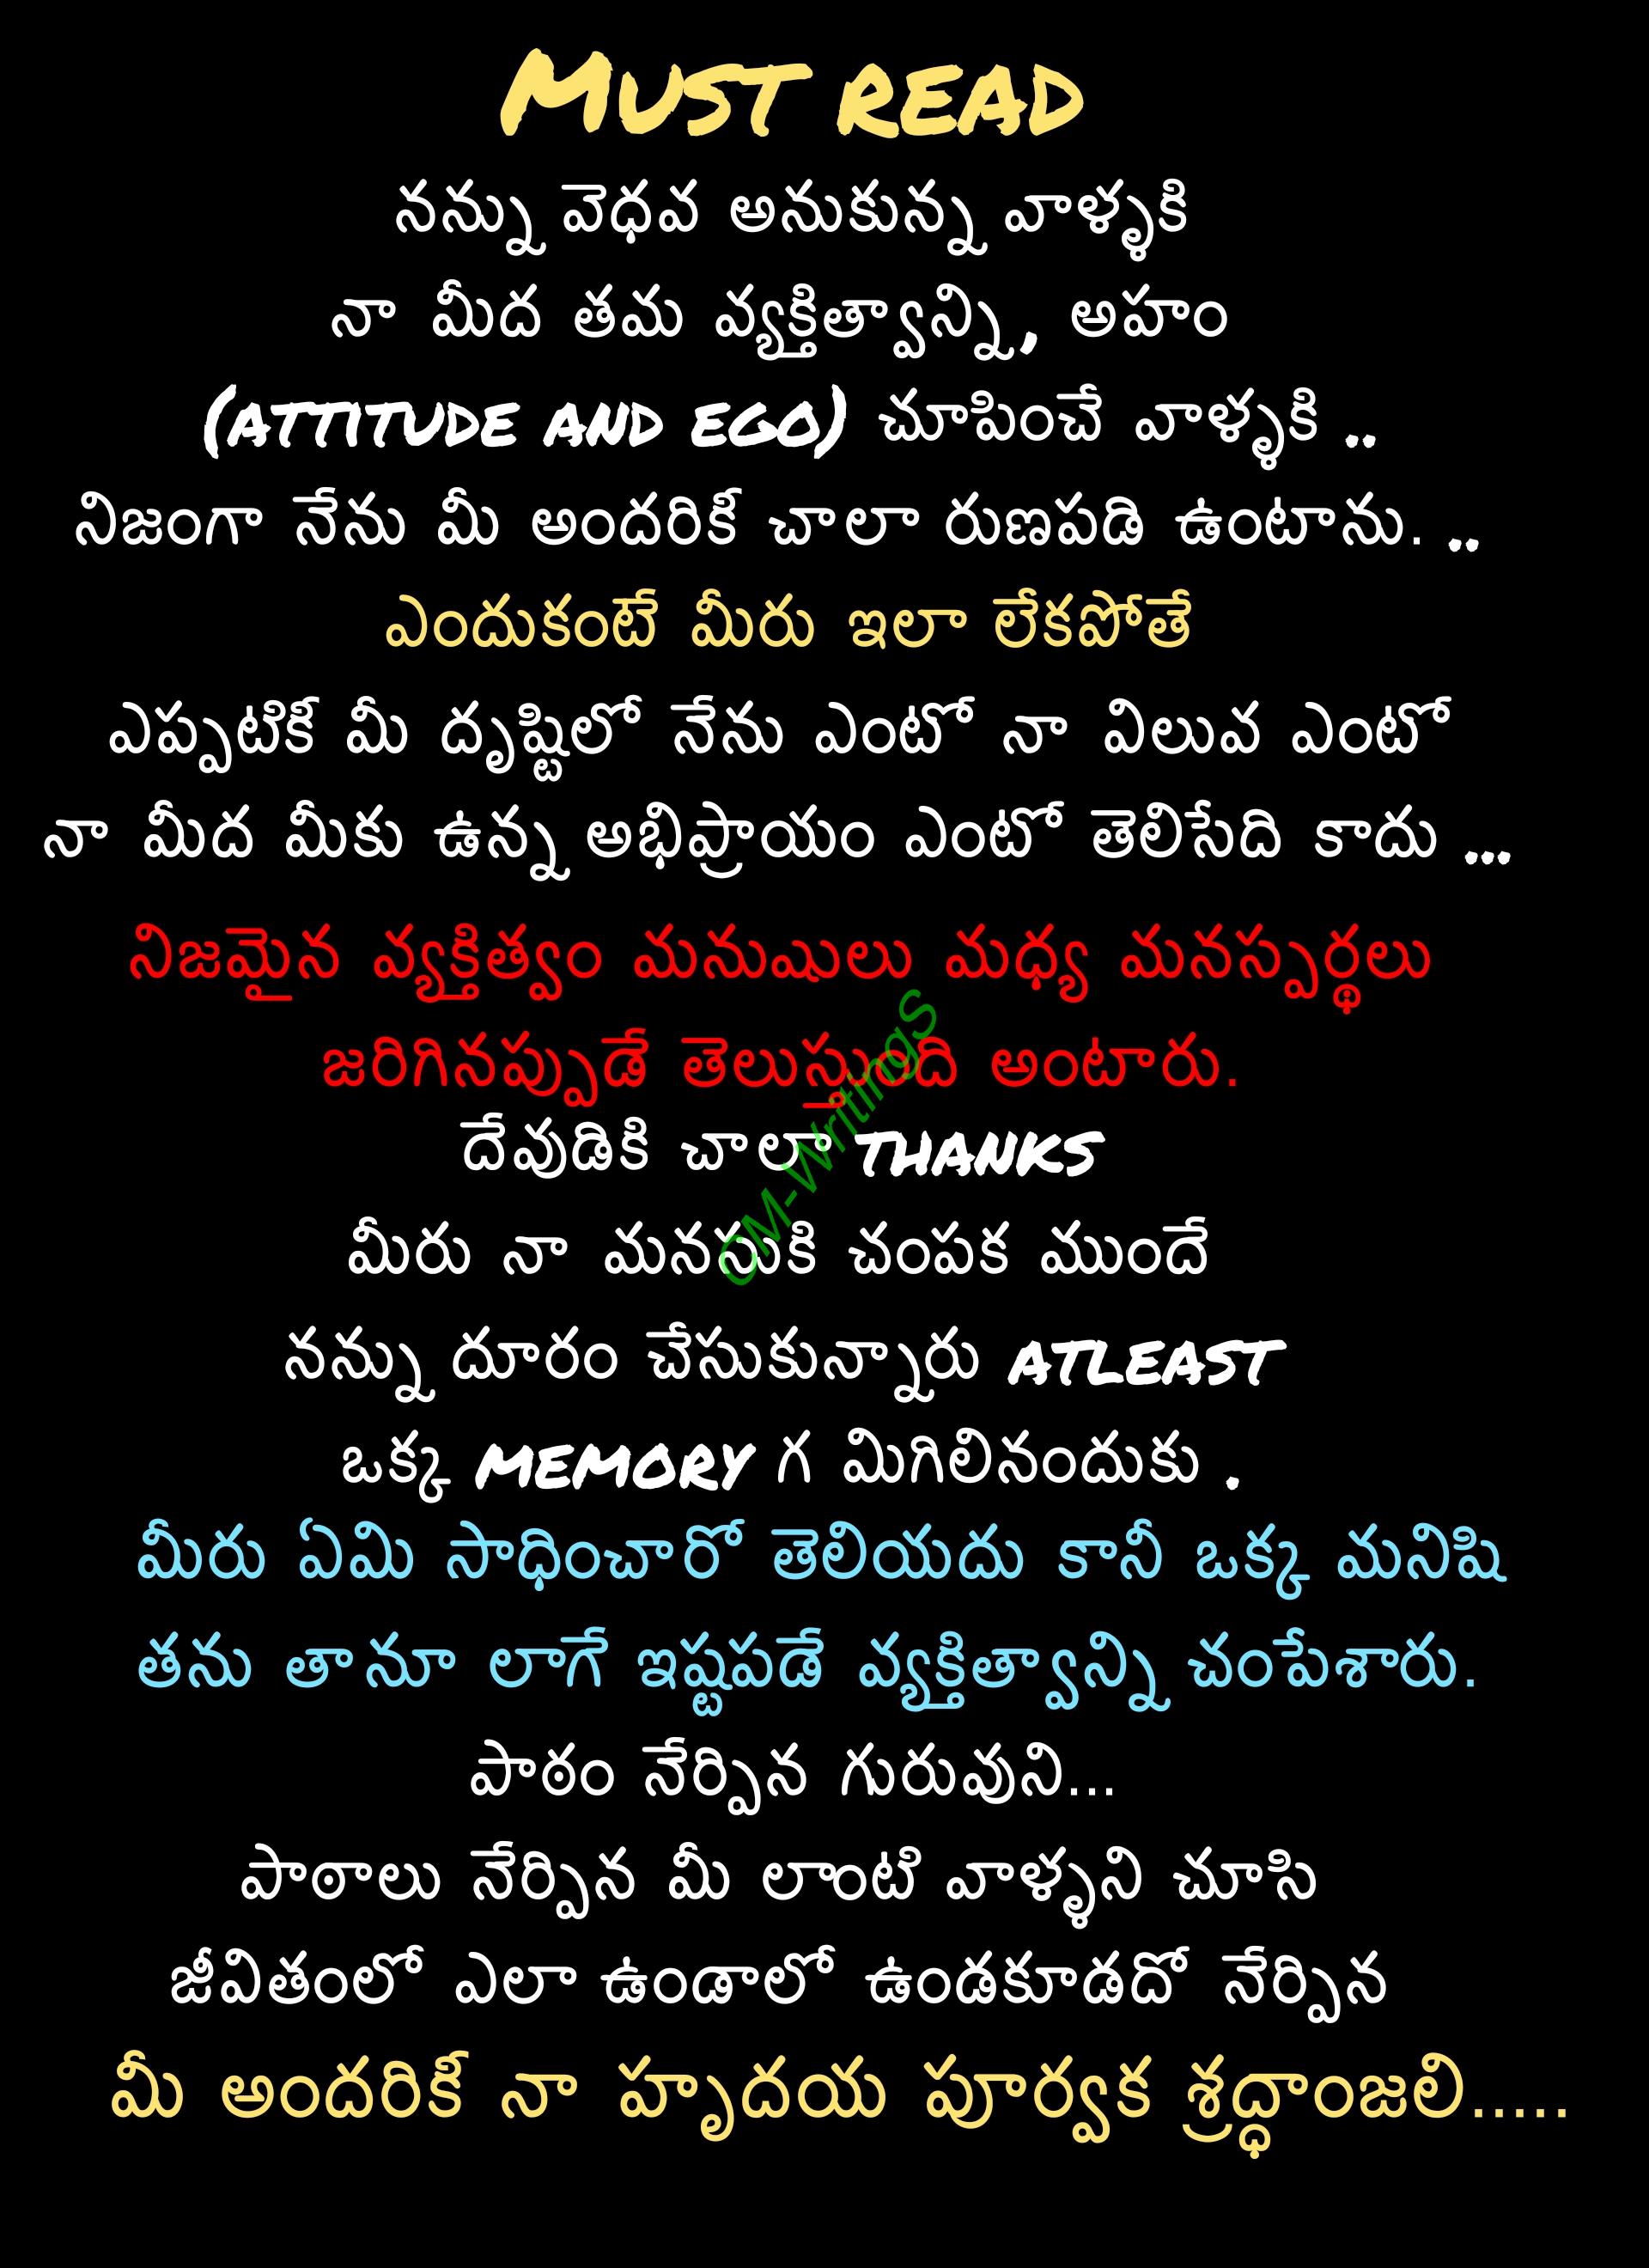 MUST READ
నన్ను వెధవ అనుకున్న వాళ్ళకి
నా మీద తమ వ్యక్తిత్వాన్ని, అహం
(ATTITUDE AND EGO) చూపించే వాళ్ళకి ..
నిజంగా నేను మీ అందరికీ చాలా రుణపడి ఉంటాను. ..
ఎందుకంటే మీరు ఇలా లేకపోతే
ఎప్పటికీ మీ దృష్టిలో నేను ఎంటో నా విలువ ఎంటో
నా మీద మీకు ఉన్న అభిప్రాయం ఎంటో తెలిసేది కాదు ...
నిజమైన వ్యక్తిత్వం మనుషులు మధ్య మనస్పర్థలు
జరిగినప్పుడే తెలుస్తుంది అంటారు.
దేవుడికి చాలా THANKS
మీరు నా మనసుకి చంపక ముందే
నన్ను దూరం చేసుకున్నారు ATLEAST
ఒక్క MEMORY గ మిగిలినందుకు .
మీరు ఏమి సాధించారో తెలియదు కానీ ఒక్క మనిషి
తను తానూ లాగే ఇష్టపడే వ్యక్తిత్వాన్ని చంపేశారు.
పాఠం నేర్పిన గురువుని...
పాఠాలు నేర్పిన మీ లాంటి వాళ్ళని చూసి
జీవితంలో ఎలా ఉండాలో ఉండకూడదో నేర్పిన
మీ అందరికీ నా హృదయ పూర్వక శ్రద్ధాంజలి.....
CM-Writings